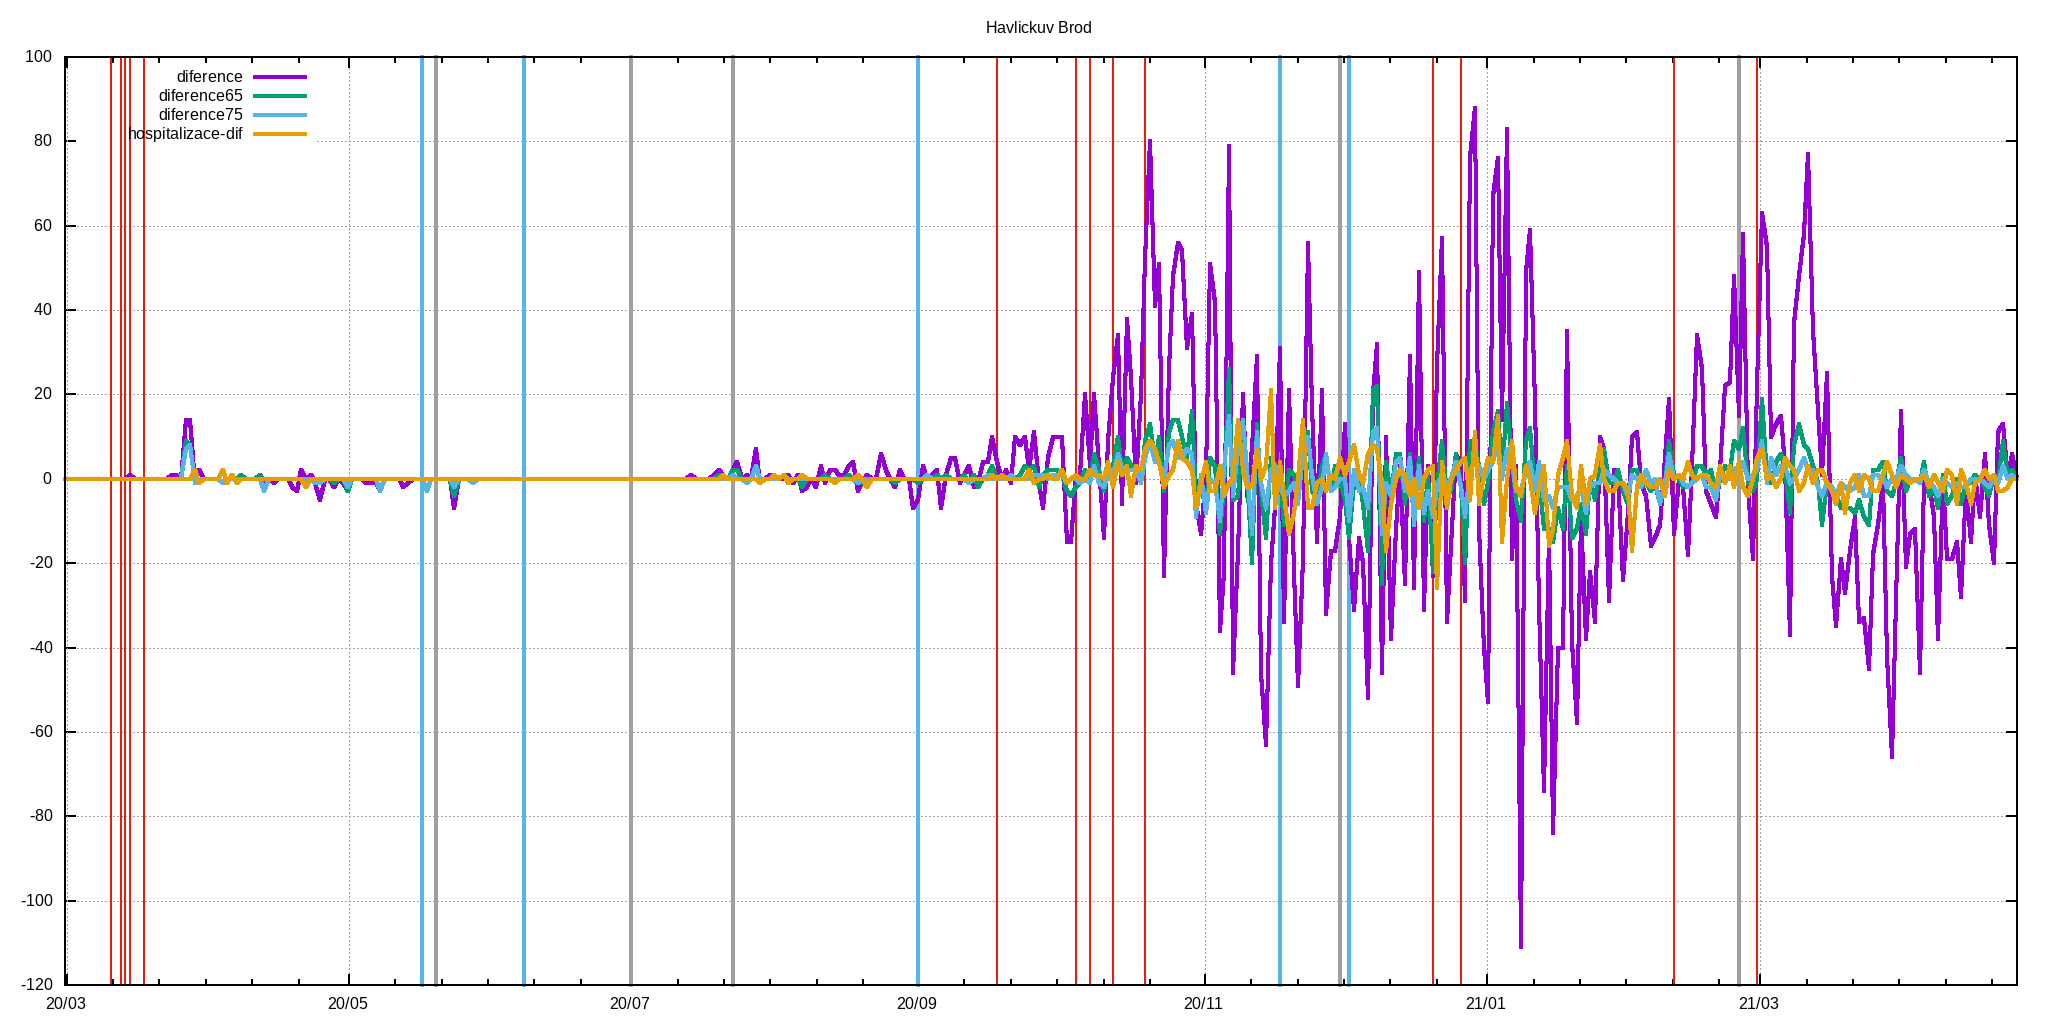 Havlickuv Brod
100
diference
diference65
diference75
hospitalizace-dif
80
60
40
20
0
-20
-40
-60
-80
-100
-120
20/03 20/05 20/07 20/09 20/11 21/01 21/03